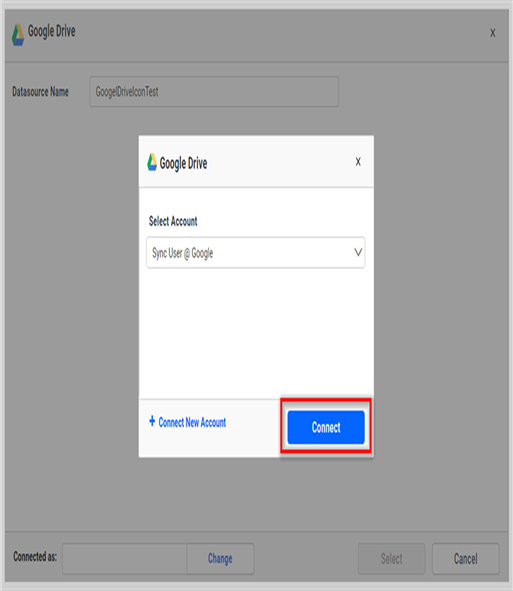 Google Drive X
Datasource Name GoogelDriveIconTest
Google Drive X
Select Account
Sync User @ Google
+ Connect New Account Connect
Connected as: Change Select Cancel